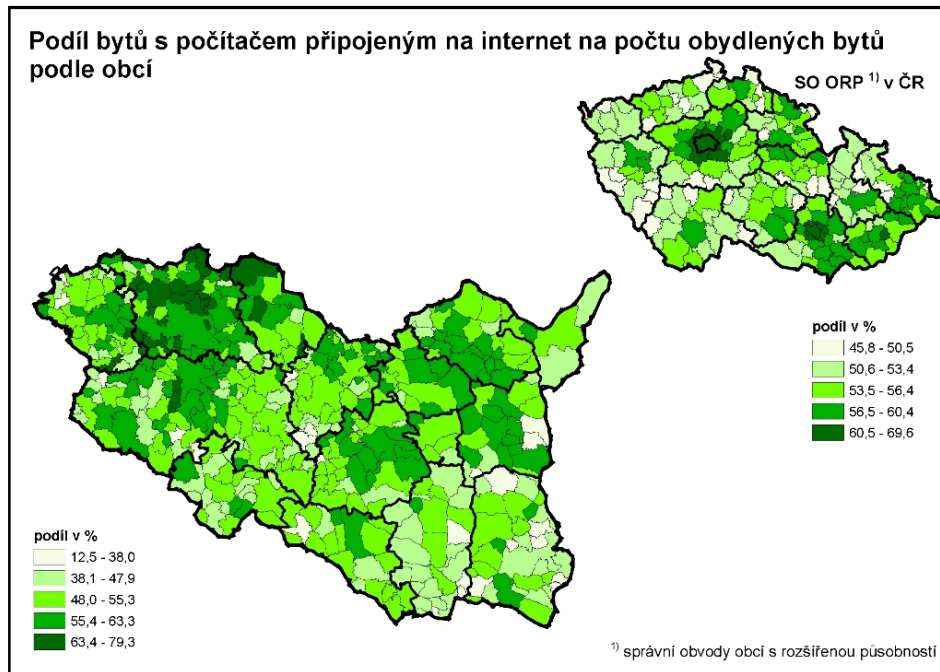 Podíl bytů s počítačem připojeným na internet na počtu obydlených bytů
podle obcí
SO ORP 1) v ČR
podíl v %
45,8 - 50,5
50,6 - 53,4
53,5 - 56,4
56,5 - 60,4
60,5 - 69,6
podíl v %
12,5 - 38,0
38,1 - 47,9
48,0 - 55,3
55,4 - 63,3
63,4 - 79,3
1) správní obvody obcí s rozšířenou působností